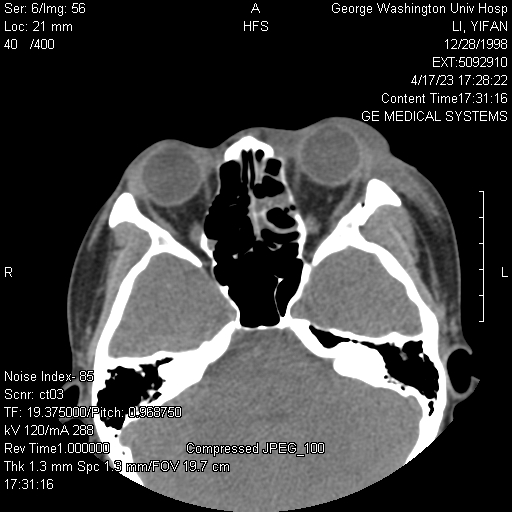 Ser: 6/Img: 56
Loc: 21 mm
40 /400
A
HFS
George Washington Univ Hosp
LI, YIFAN
12/28/1998
EXT:5092910
4/17/23 17:28:22
Content Time17:31:16
GE MEDICAL SYSTEMS
R
L
Noise Index- 85
Scnr: ct03
TF: 19.375000/Pitch: 0.968750
kV 120/mA 288
Rev Time1.000000
Compressed JPEG_100
Thk 1.3 mm Spc 1.3 mm/FOV 19.7 cm
17:31:16